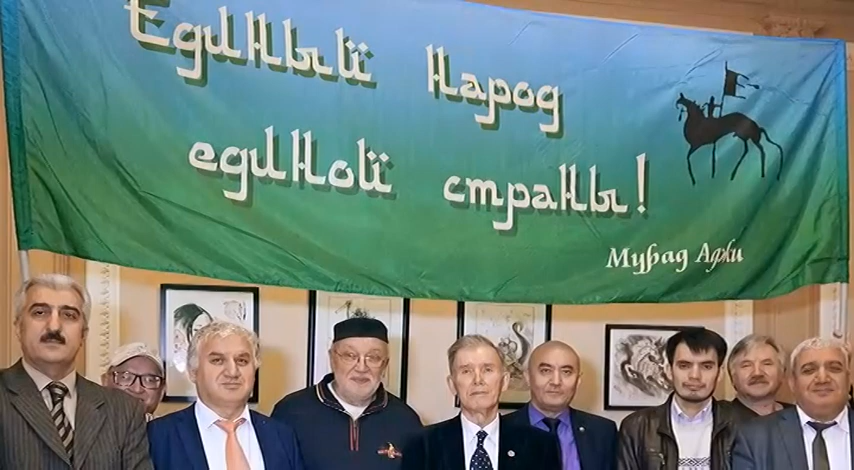 Единый народ
единой страны!
Мурад Аджи